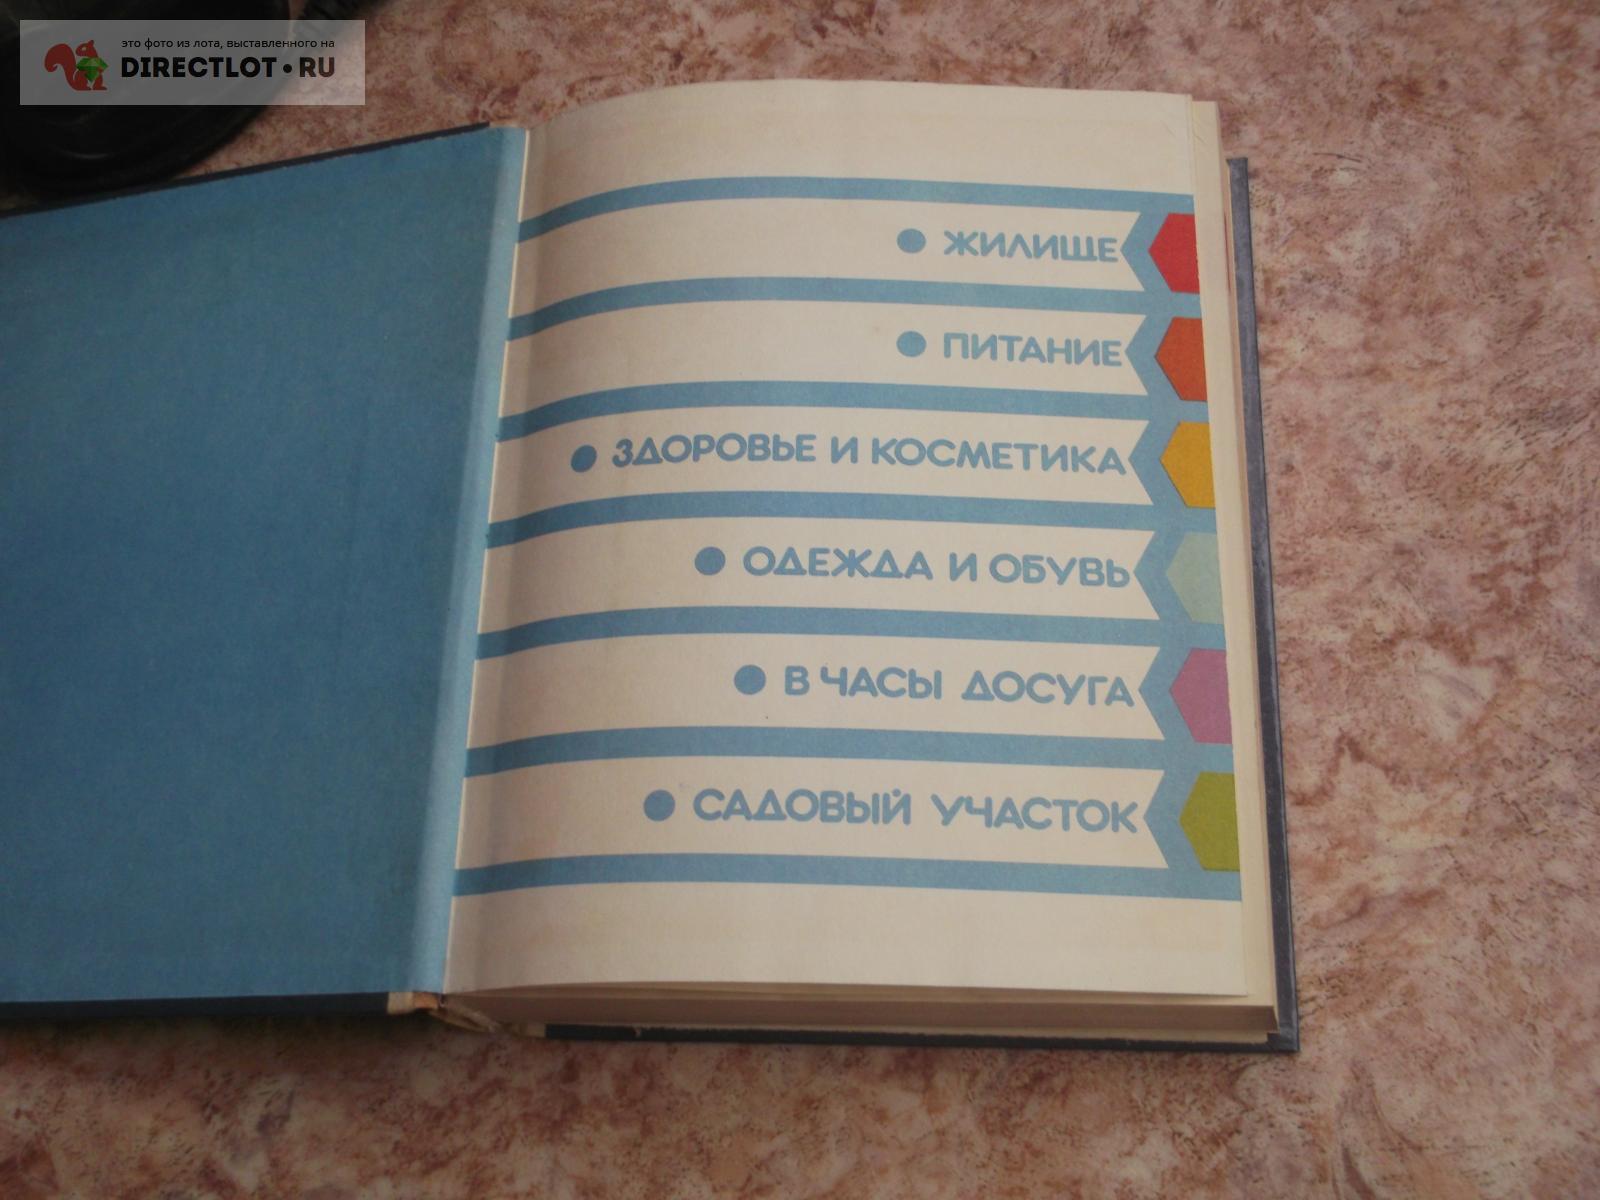 это фото из лота, выставленного на
DIRECTLOT•RU
● ЖИЛИЩЕ
● ПИТАНИЕ
● ЗДОРОВЬЕ И КОСМЕТИКА
● ОДЕЖДА И ОБУВЬ
● В ЧАСЫ ДОСУГА
● САДОВЫЙ УЧАСТОК